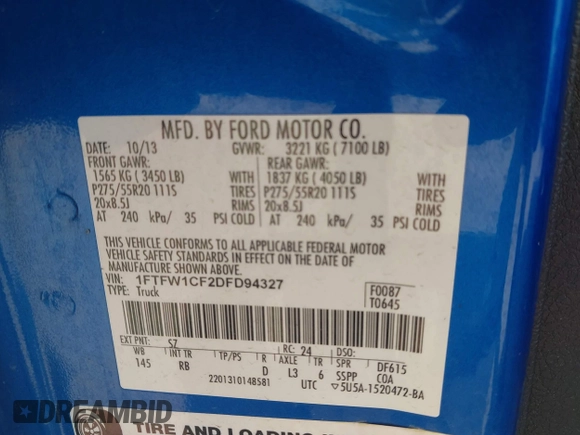 MFD. BY FORD MOTOR CO.
DATE: 10/13 GVWR: 3221 KG ( 7100 LB)
FRONT GAWR: REAR GAWR:
1565 KG ( 3450 LB) WITH 1837 KG ( 4050 LB) WITH
P275/55R20 111S TIRES P275/55R20 111S TIRES
20x8.5J RIMS 20x8.5J RIMS
AT 240 kPa/ 35 PSI COLD AT 240 kPa/ 35 PSI COLD
THIS VEHICLE CONFORMS TO ALL APPLICABLE FEDERAL MOTOR
VEHICLE SAFETY STANDARDS IN EFFECT ON THE DATE OF
MANUFACTURE SHOWN ABOVE.
VIN: 1FTFW1CF2DFD94327 F0087
TYPE: Truck T0645
EXT PNT: SZ RC: 24 DSO:
WB INT TR TP/PS R AXLE TR SPR DF615
145 RB D L3 6 SSPP COA
220131014BSB1 UTC 5U5A-1520472-BA
TIRE AND LOADING
DREAMBID